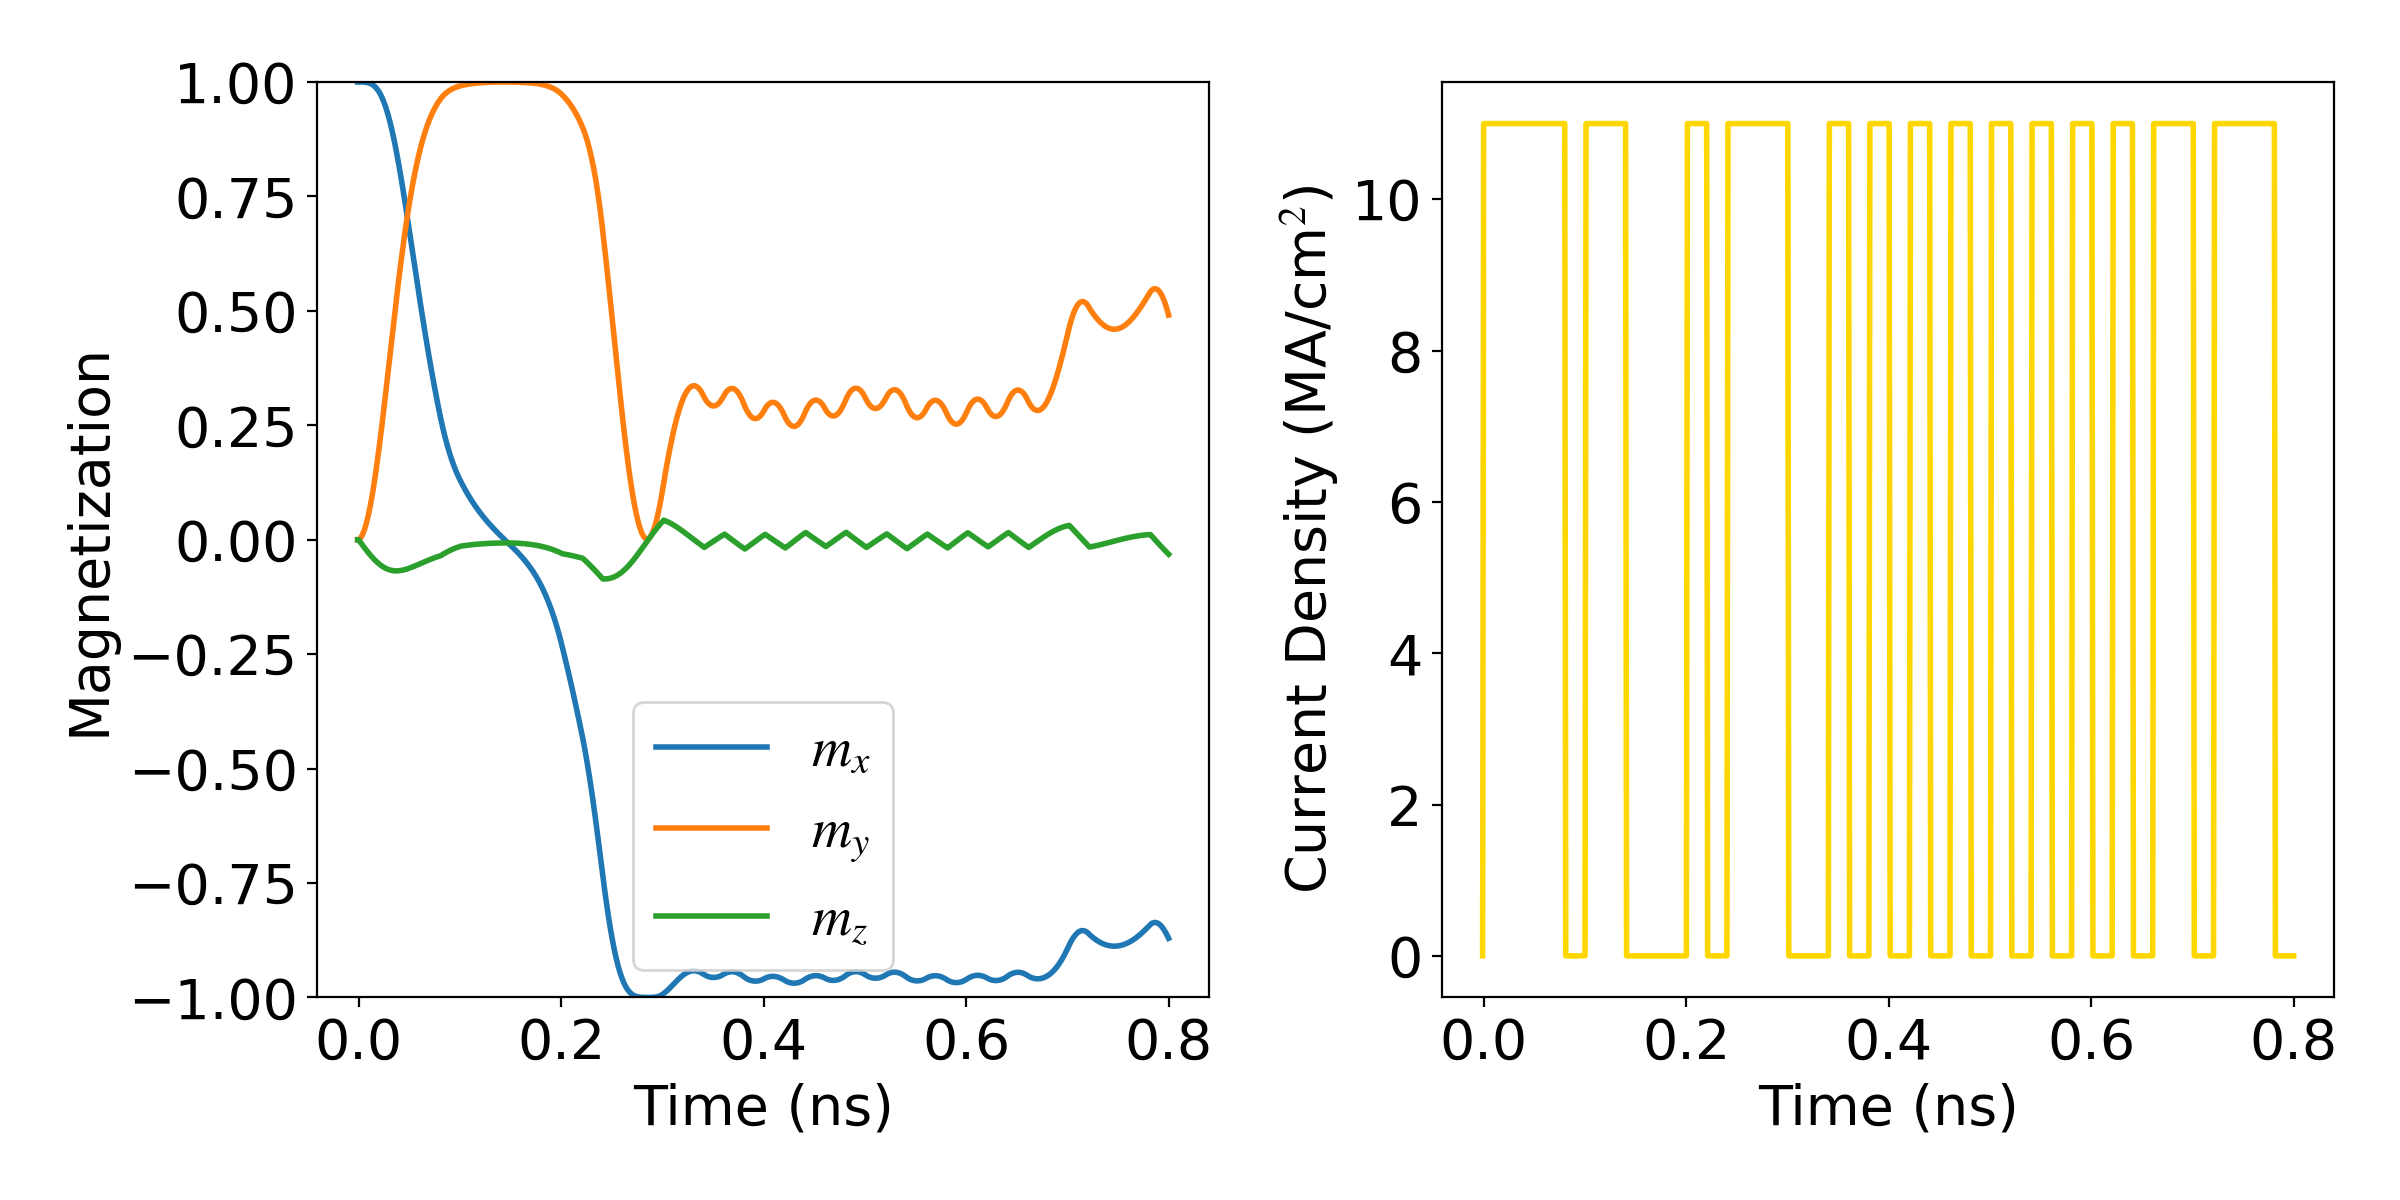 1.00
0.75
0.50
0.25
0.00
−0.25
−0.50
−0.75
−1.00
Magnetization
0.0 0.2 0.4 0.6 0.8
Time (ns)
m_x
m_y
m_z
10
8
6
4
2
0
Current Density (MA/cm²)
0.0 0.2 0.4 0.6 0.8
Time (ns)